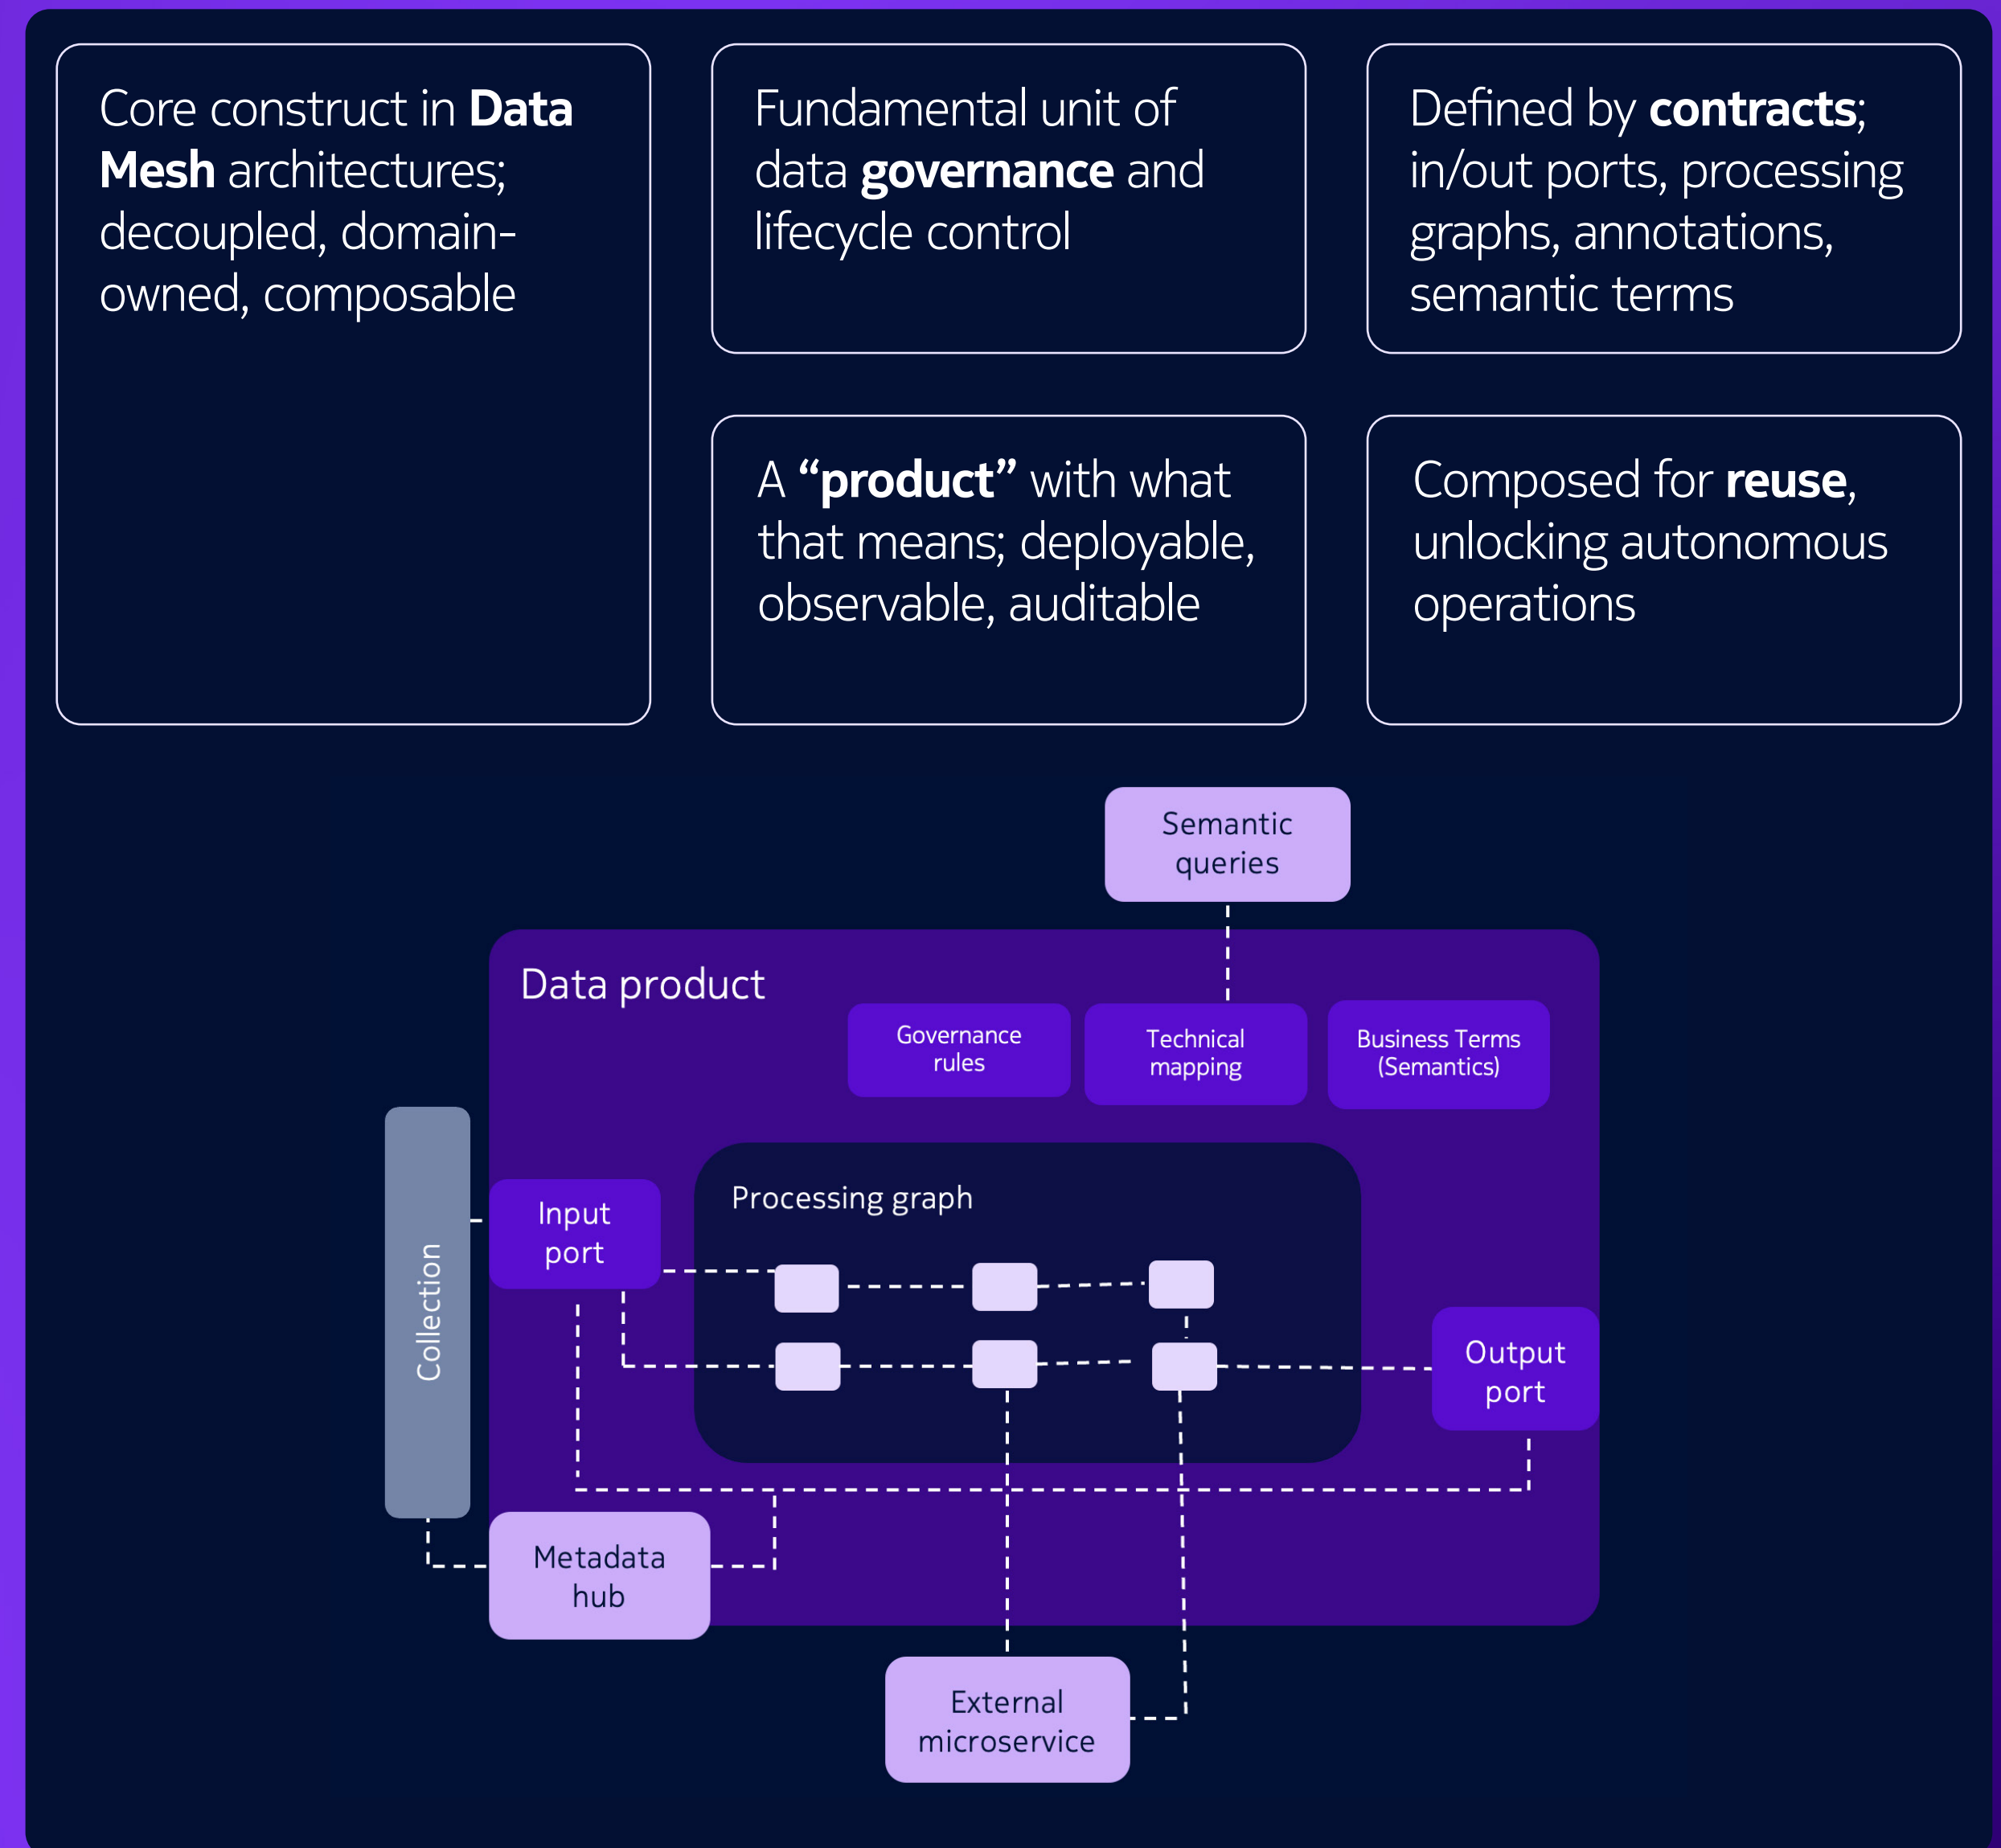 Core construct in Data
Mesh architectures;
decoupled, domain-
owned, composable
Fundamental unit of
data governance and
lifecycle control
Defined by contracts;
in/out ports, processing
graphs, annotations,
semantic terms
A “product” with what
that means; deployable,
observable, auditable
Composed for reuse,
unlocking autonomous
operations
Semantic
queries
Data product
Governance
rules
Technical
mapping
Business Terms
(Semantics)
Collection
Input
port
Processing graph
Output
port
Metadata
hub
External
microservice